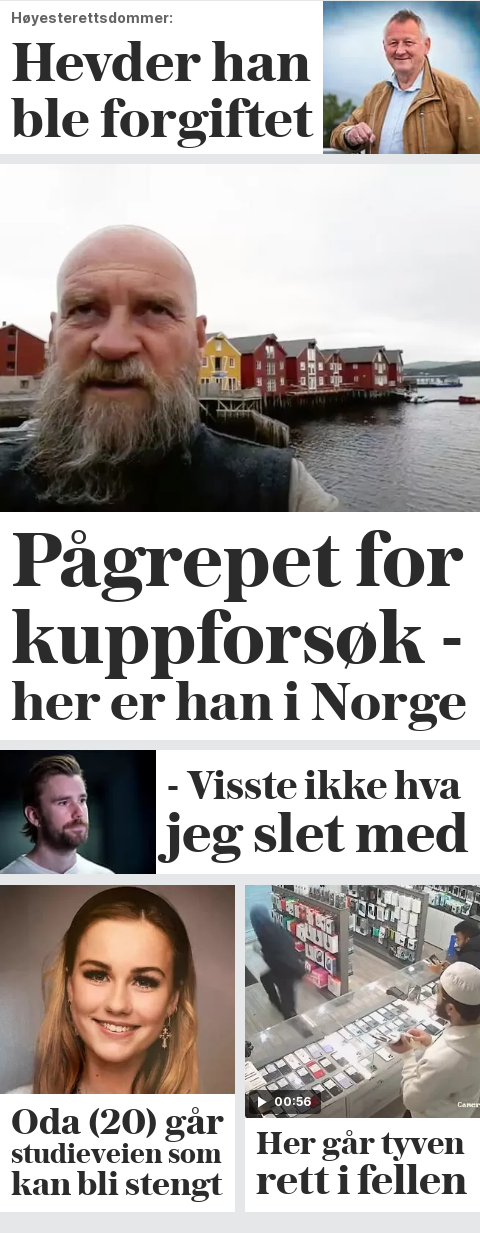 Høyesterettsdommer:
Hevder han
ble forgiftet
Pågrepet for
kuppforsøk -
her er han i Norge
- Visste ikke hva
jeg slet med
Oda (20) går
studieveien som
kan bli stengt
00:56
Camer
Her går tyven
rett i fellen